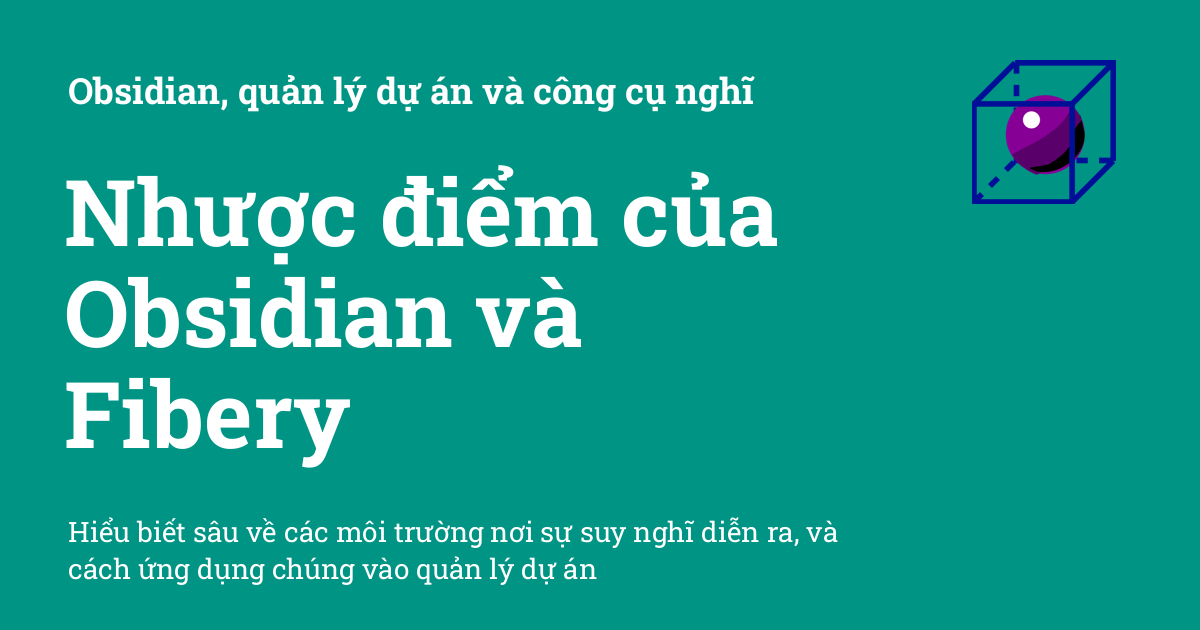 Obsidian, quản lý dự án và công cụ nghĩ
Nhược điểm của
Obsidian và
Fibery
Hiểu biết sâu về các môi trường nơi sự suy nghĩ diễn ra, và
cách ứng dụng chúng vào quản lý dự án